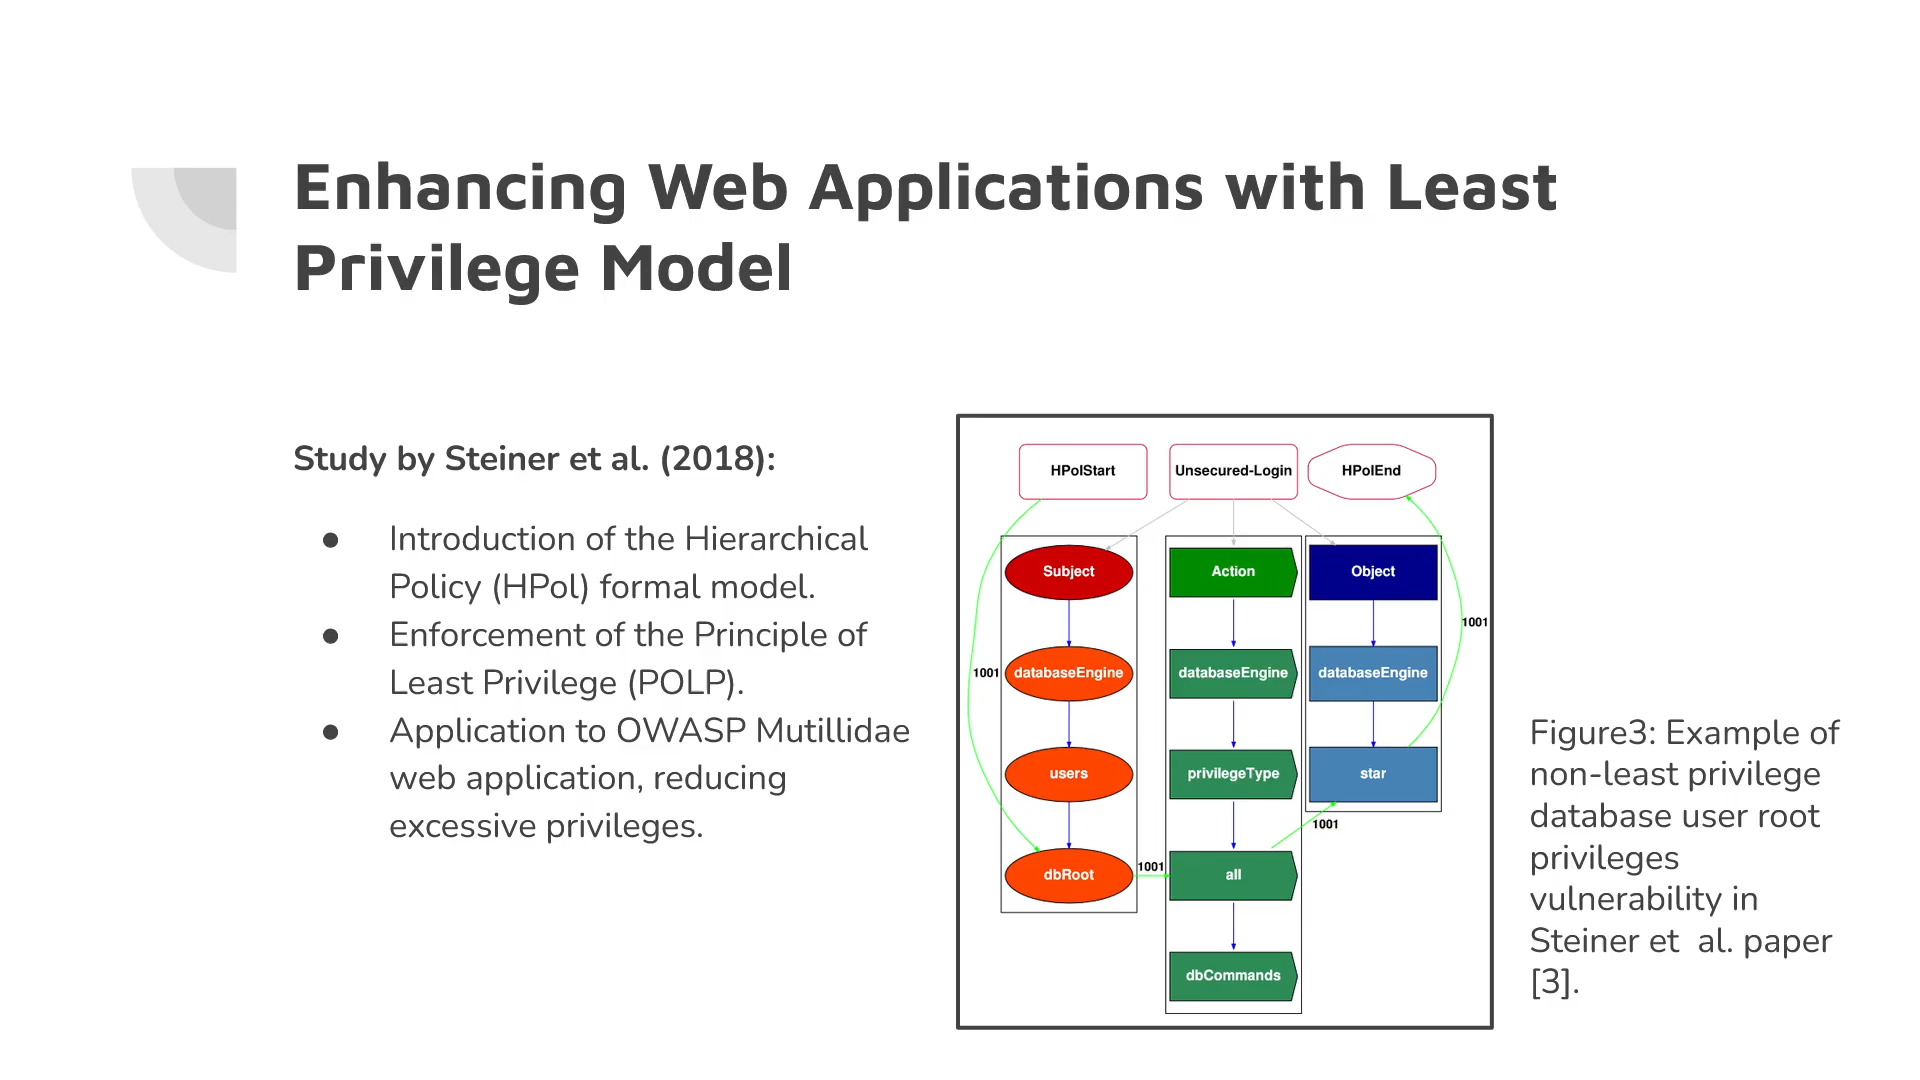 Enhancing Web Applications with Least
Privilege Model
Study by Steiner et al. (2018):
● Introduction of the Hierarchical
Policy (HPol) formal model.
● Enforcement of the Principle of
Least Privilege (POLP).
● Application to OWASP Mutillidae
web application, reducing
excessive privileges.
HPolStart Unsecured-Login HPolEnd
Subject Action Object
1001
1001 databaseEngine databaseEngine databaseEngine
users privilegeType star
1001
dbRoot 1001 all
dbCommands
Figure3: Example of
non-least privilege
database user root
privileges
vulnerability in
Steiner et  al. paper
[3].